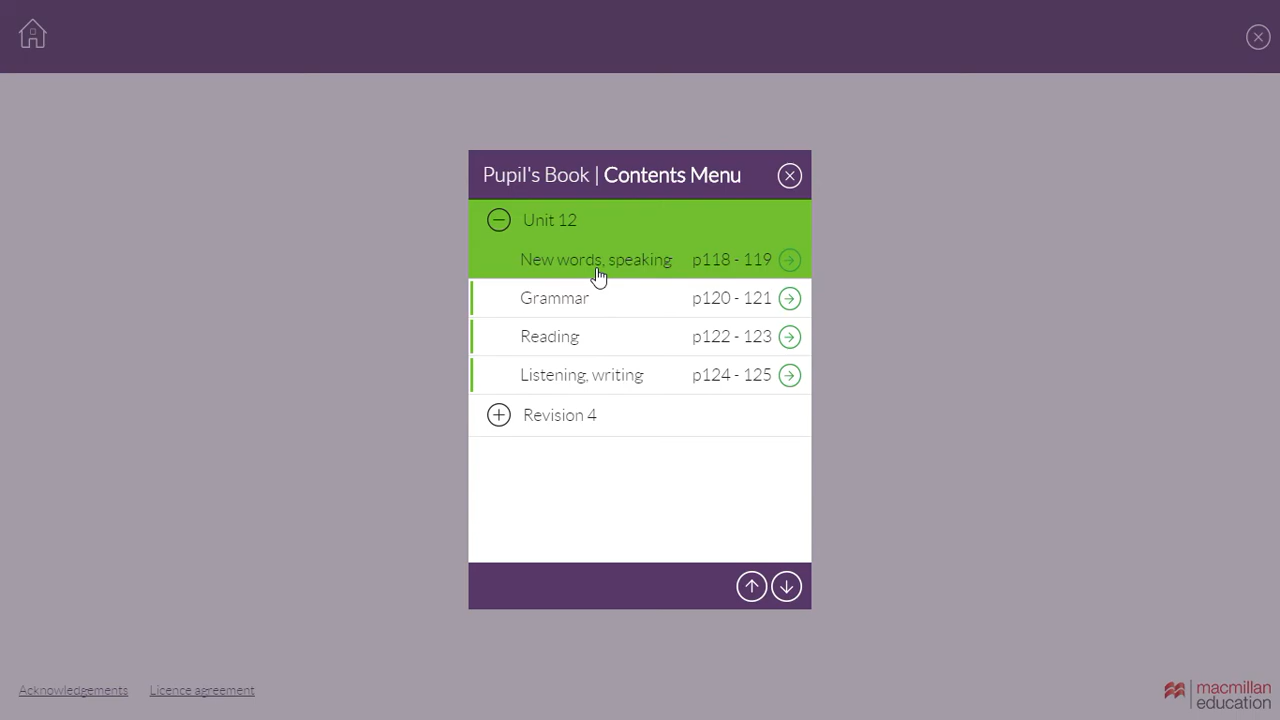 Pupil's Book | Contents Menu
Unit 12
New words, speaking p118 - 119
Grammar p120 - 121
Reading p122 - 123
Listening, writing p124 - 125
Revision 4
Acknowledgements Licence agreement
macmillan
education